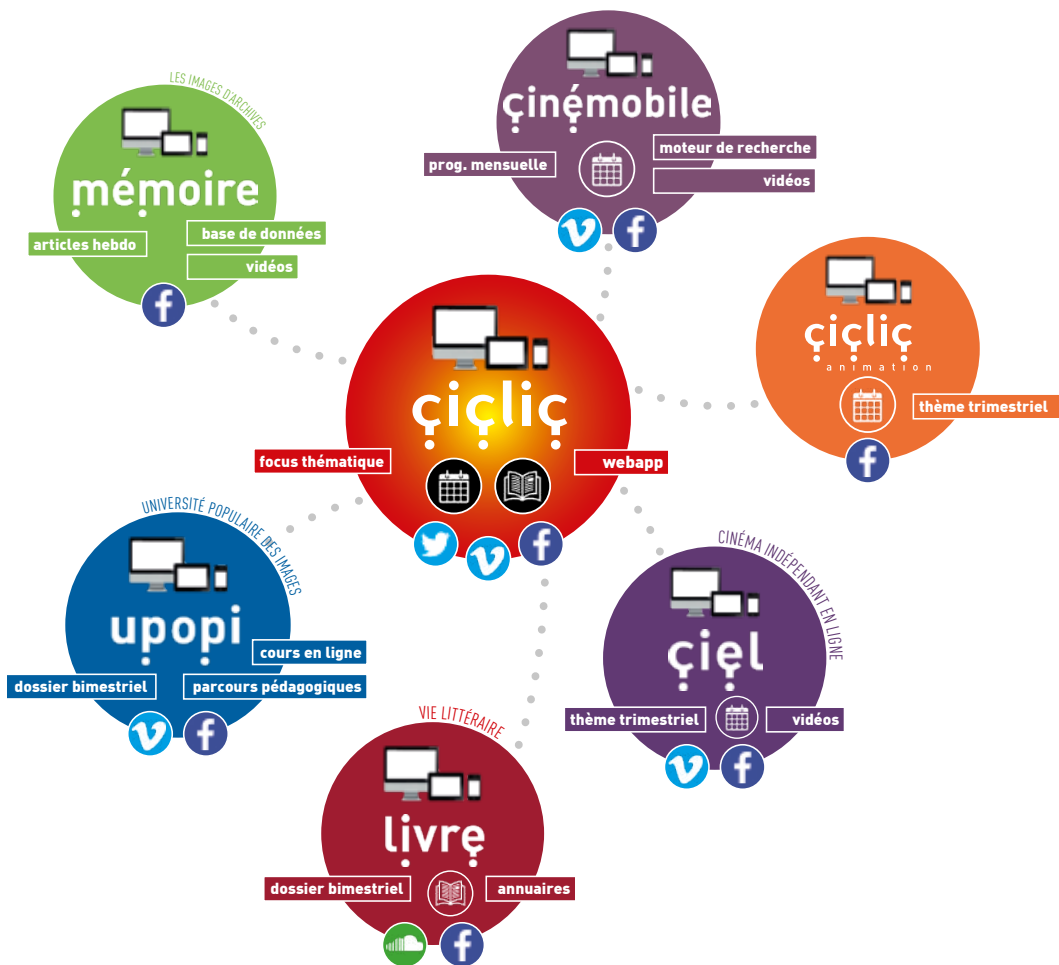 LES IMAGES D'ARCHIVES
mémoire
articles hebdo
base de données
vidéos
cinémobile
prog. mensuelle
moteur de recherche
vidéos
çiçliç
animation
thème trimestriel
çiçliç
focus thématique
webapp
UNIVERSITÉ POPULAIRE DES IMAGES
upopi
cours en ligne
dossier bimestriel
parcours pédagogiques
CINÉMA INDÉPENDANT EN LIGNE
çiel
thème trimestriel
vidéos
VIE LITTÉRAIRE
livre
dossier bimestriel
annuaires